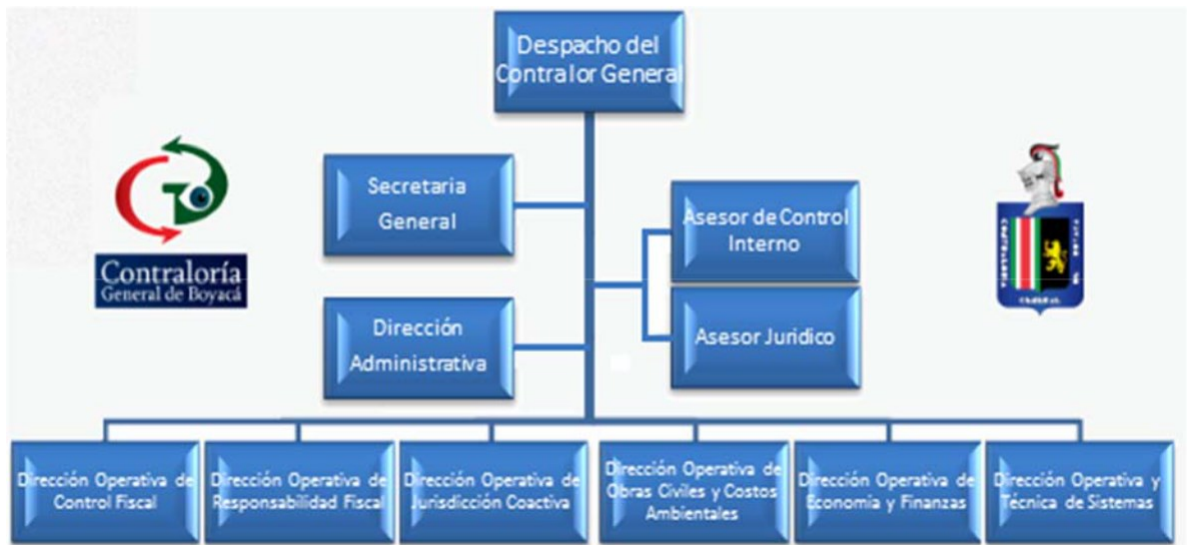 Despacho del
Contralor General
Secretaria
General
Asesor de Control
Interno
Contraloría
General de Boyacá
Dirección
Administrativa
Asesor Juridico
Dirección Operativa de
Control Fiscal
Dirección Operativa de
Responsabilidad Fiscal
Dirección Operativa de
Jurisdicción Coactiva
Dirección Operativa de
Obras Civiles y Costos
Ambientales
Dirección Operativa de
Economía y Finanzas
Dirección Operativa y
Técnica de Sistemas